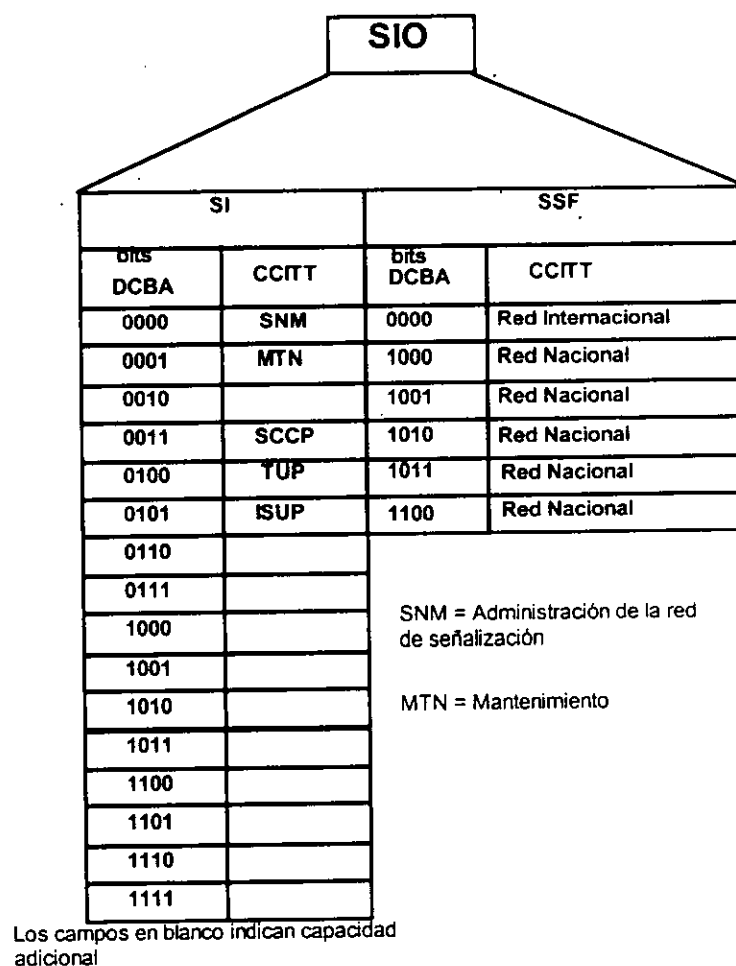 SIO
SI SSF
bits bits
DCBA CCITT DCBA CCITT
0000 SNM 0000 Red Internacional
0001 MTN 1000 Red Nacional
0010 1001 Red Nacional
0011 SCCP 1010 Red Nacional
0100 TUP 1011 Red Nacional
0101 ISUP 1100 Red Nacional
0110
0111
1000
1001
1010
1011
1100
1101
1110
1111
SNM = Administración de la red
de señalización
MTN = Mantenimiento
Los campos en blanco indican capacidad
adicional